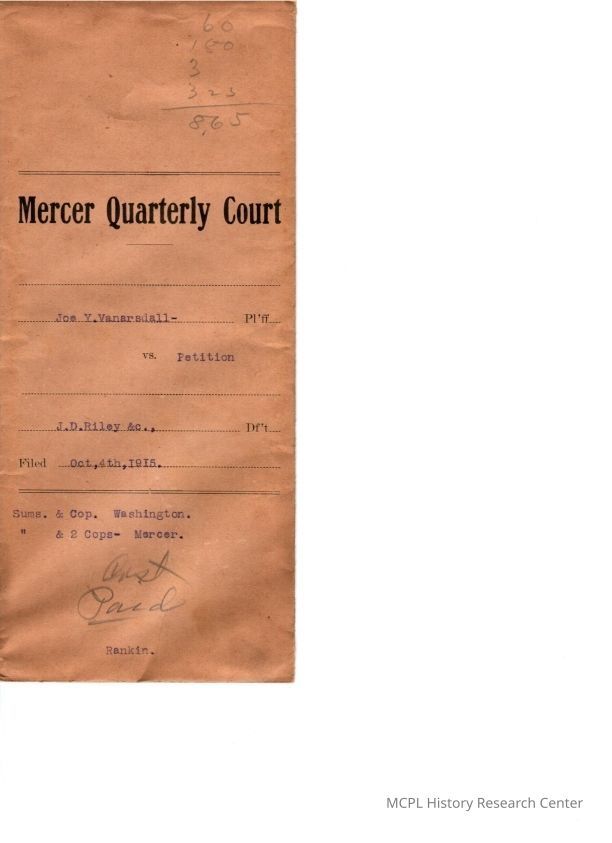 60
180
3
323
8,65
Mercer Quarterly Court
Joe Y.Vanarsdall- Pl'ff
vs. Petition
J.D.Riley &c., Df't
Filed Oct,4th,1915.
Sums. & Cop. Washington.
" & 2 Cops- Mercer.
Cost
Paid
Rankin.
MCPL History Research Center